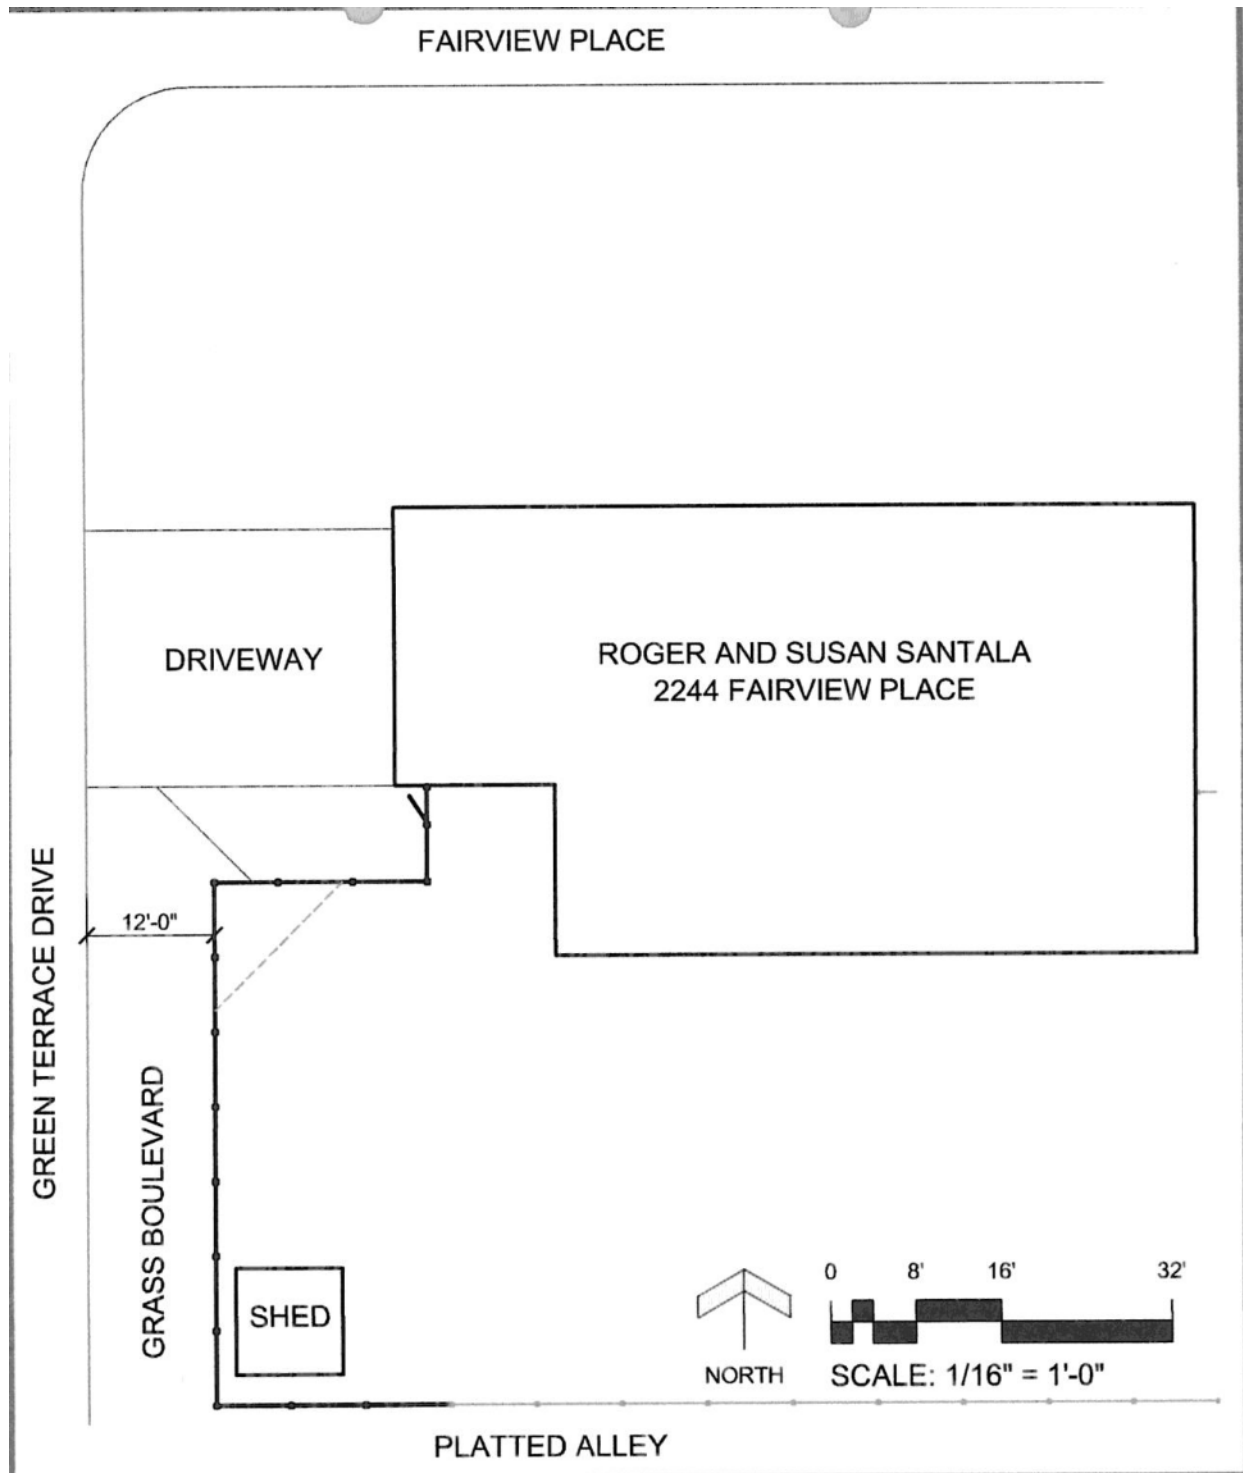 FAIRVIEW PLACE
DRIVEWAY
ROGER AND SUSAN SANTALA
2244 FAIRVIEW PLACE
12'-0"
GREEN TERRACE DRIVE
GRASS BOULEVARD
SHED
0 8' 16' 32'
NORTH
SCALE: 1/16" = 1'-0"
PLATTED ALLEY